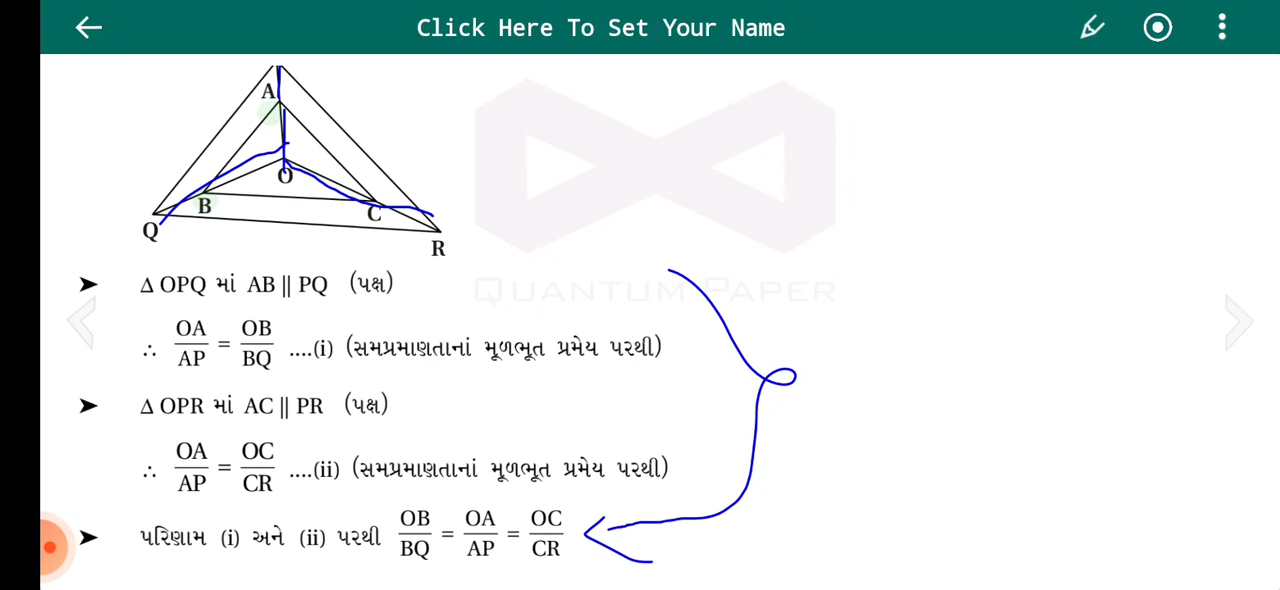 Click Here To Set Your Name
A
O
B
C
Q
R
QUANTUM PAPER
➤ Δ OPQ માં AB || PQ (પક્ષ)
∴ OA/AP = OB/BQ ....(i) (સમપ્રમાણતાનાં મૂળભૂત પ્રમેય પરથી)
➤ Δ OPR માં AC || PR (પક્ષ)
∴ OA/AP = OC/CR ....(ii) (સમપ્રમાણતાનાં મૂળભૂત પ્રમેય પરથી)
➤ પરિણામ (i) અને (ii) પરથી OB/BQ = OA/AP = OC/CR